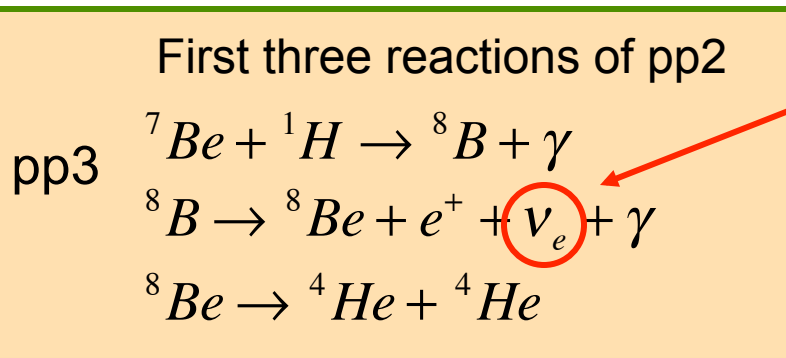 First three reactions of pp2
⁷Be + ¹H → ⁸B + γ
pp3
⁸B → ⁸Be + e⁺ + νₑ + γ
⁸Be → ⁴He + ⁴He